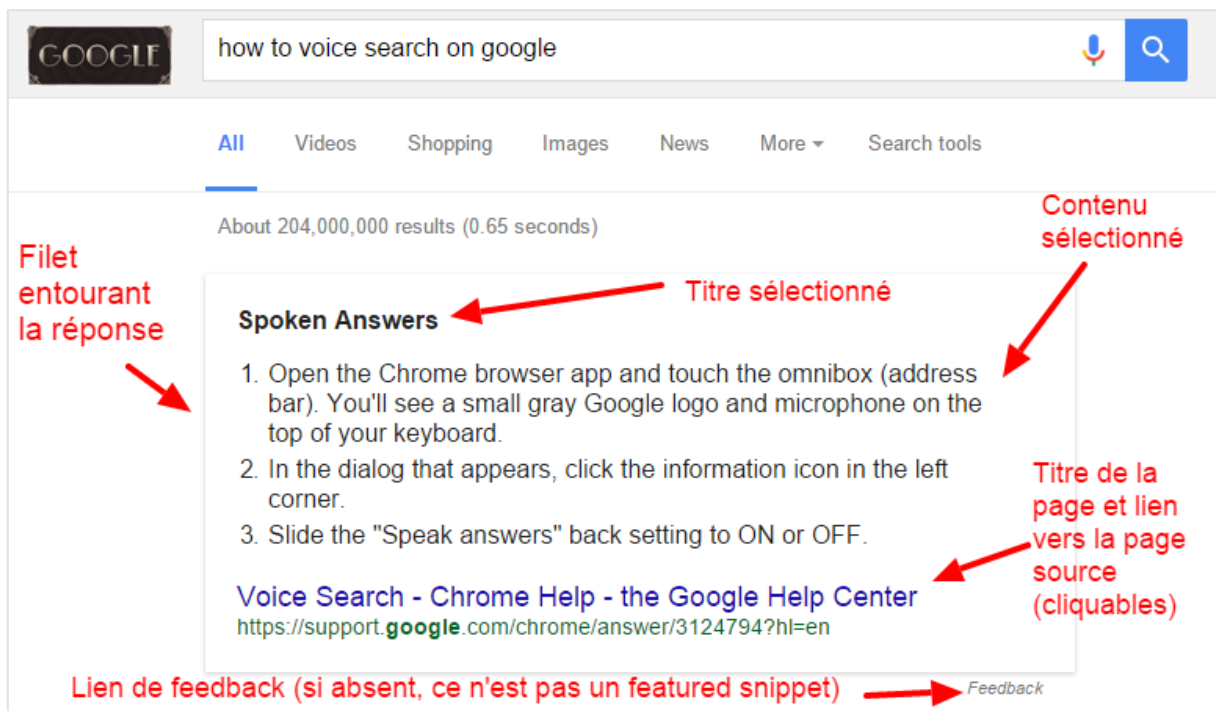 GOOGLE
how to voice search on google
All Videos Shopping Images News More Search tools
About 204,000,000 results (0.65 seconds)
Contenu
sélectionné
Filet
entourant
la réponse
Titre sélectionné
Spoken Answers
1. Open the Chrome browser app and touch the omnibox (address
bar). You'll see a small gray Google logo and microphone on the
top of your keyboard.
2. In the dialog that appears, click the information icon in the left
corner.
3. Slide the "Speak answers" back setting to ON or OFF.
Titre de la
page et lien
vers la page
source
(cliquables)
Voice Search - Chrome Help - the Google Help Center
https://support.google.com/chrome/answer/3124794?hl=en
Lien de feedback (si absent, ce n'est pas un featured snippet)
Feedback